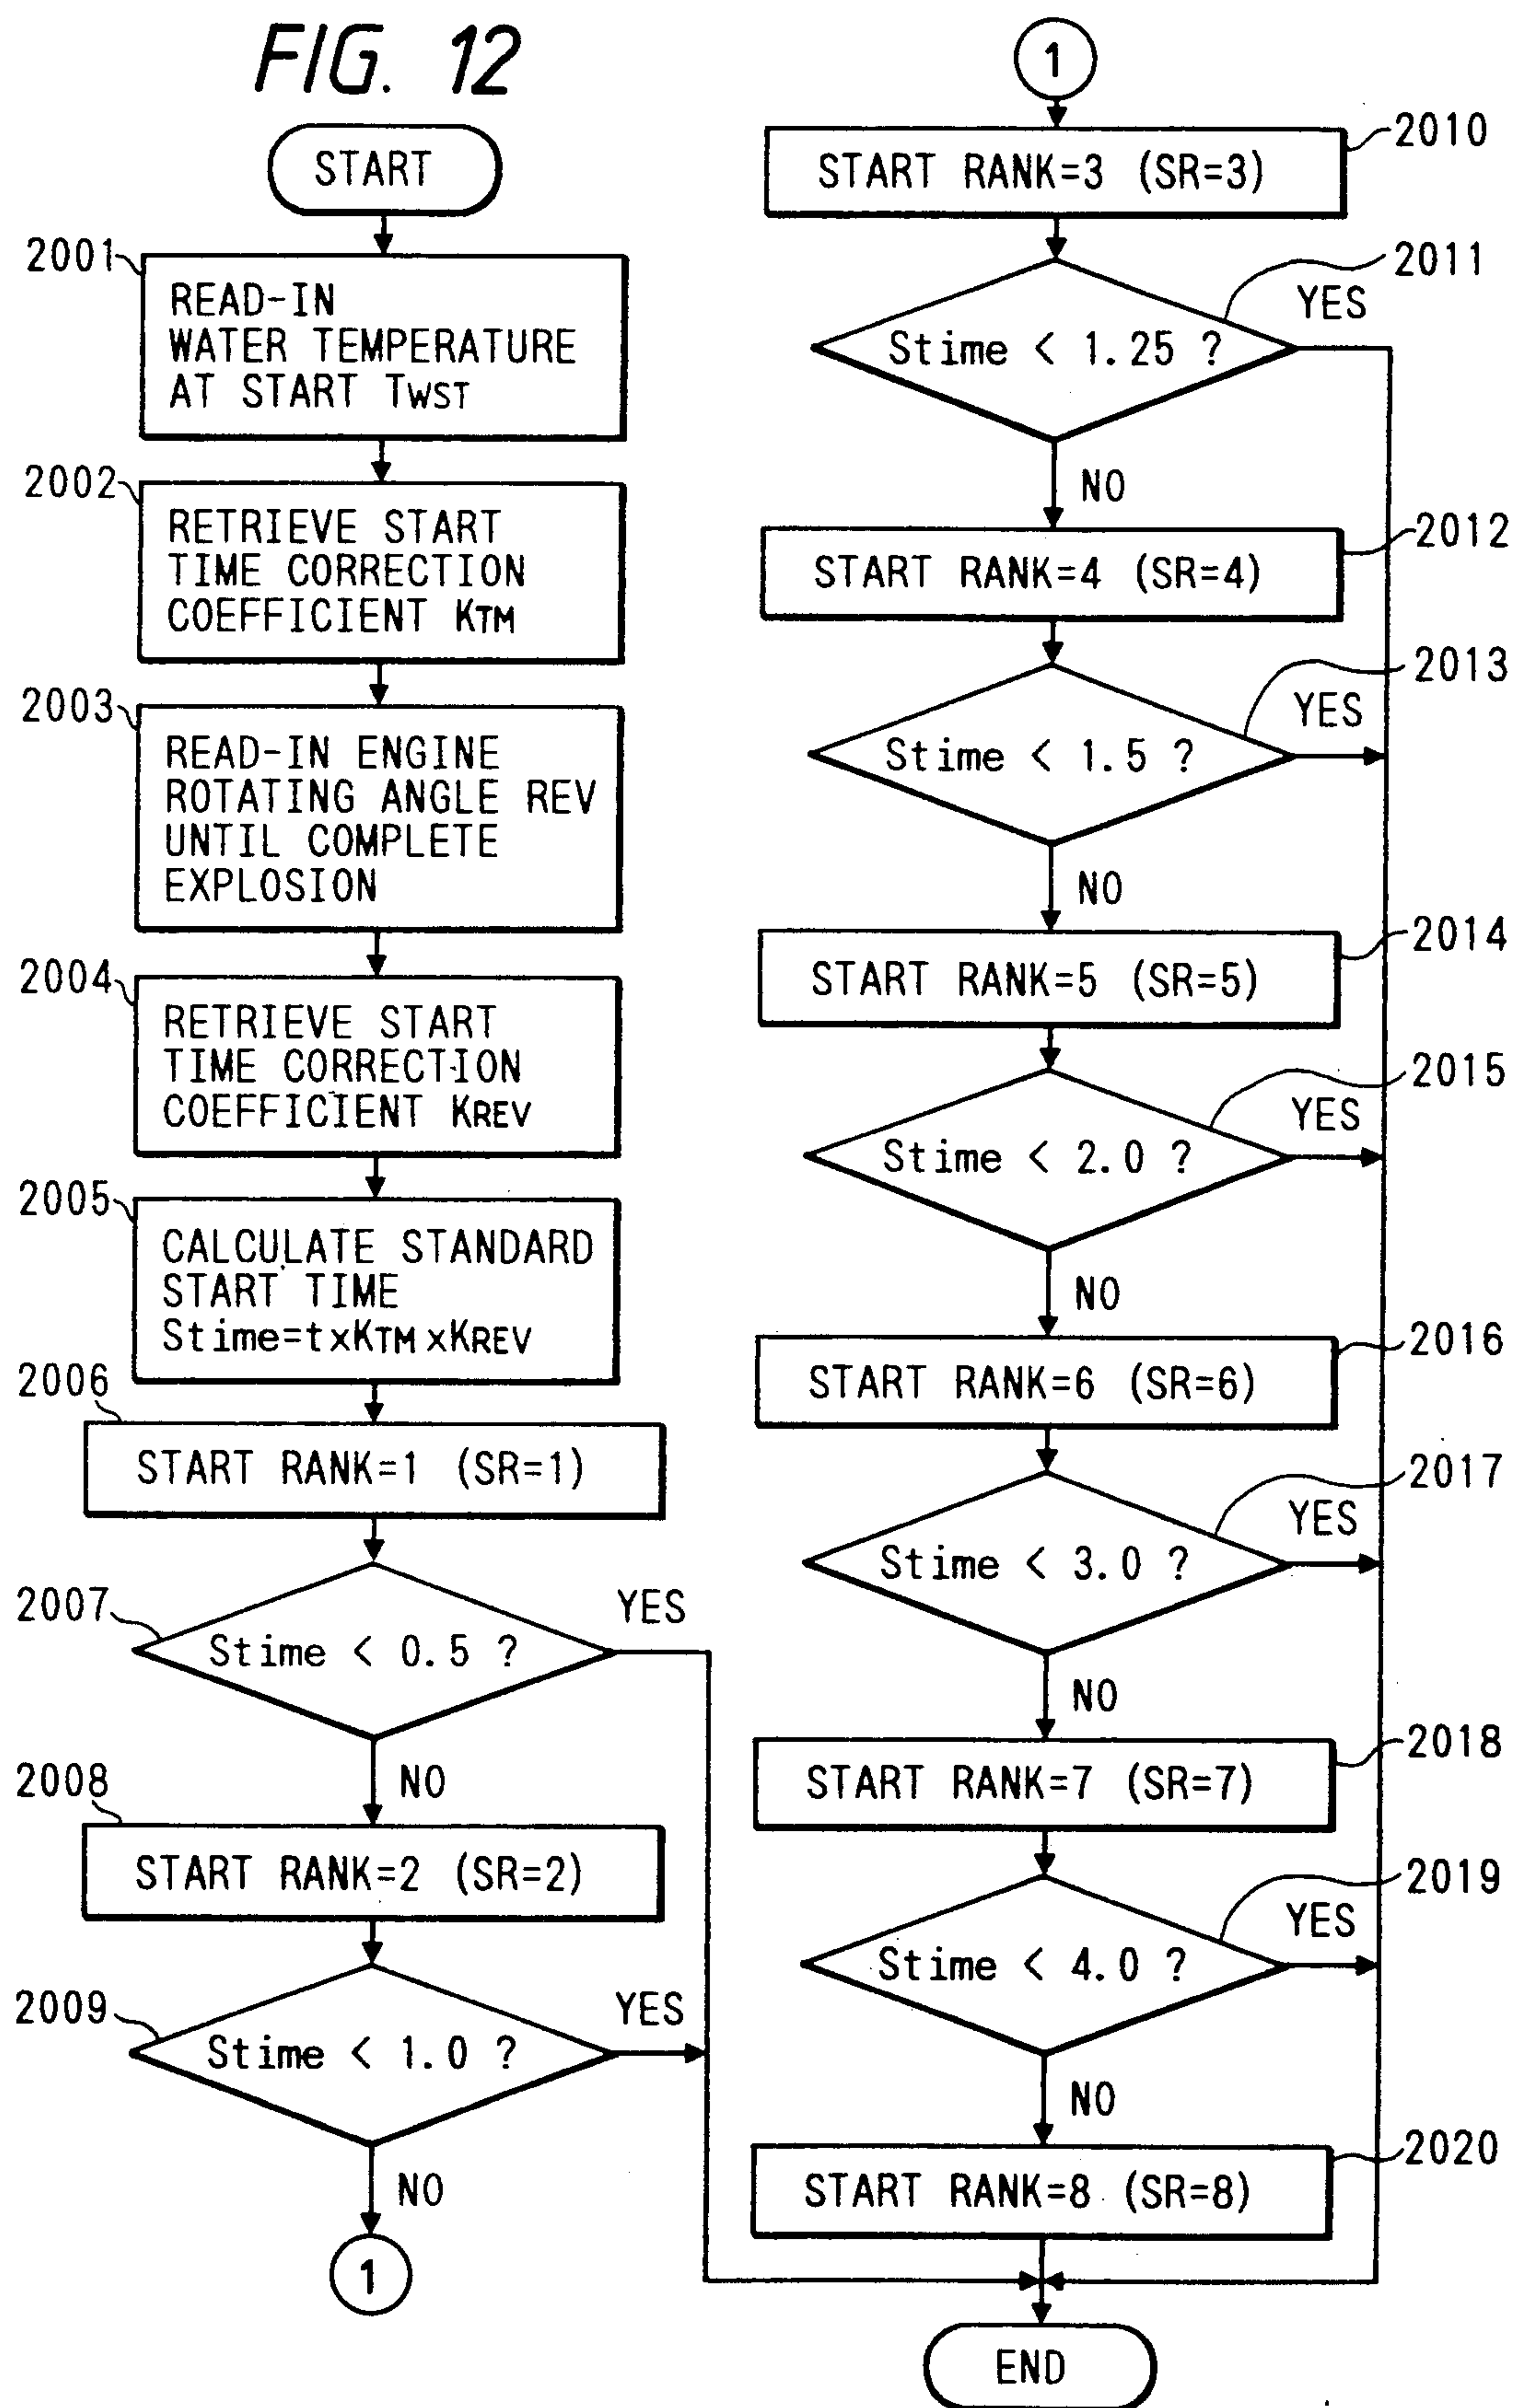 FIG. 12
START
2001
READ-IN
WATER TEMPERATURE
AT START TWST
2002
RETRIEVE START
TIME CORRECTION
COEFFICIENT KTM
2003
READ-IN ENGINE
ROTATING ANGLE REV
UNTIL COMPLETE
EXPLOSION
2004
RETRIEVE START
TIME CORRECTION
COEFFICIENT KREV
2005
CALCULATE STANDARD
START TIME
Stime=t×KTM×KREV
2006
START RANK=1 (SR=1)
2007
Stime < 0.5 ?
YES
NO
2008
START RANK=2 (SR=2)
2009
Stime < 1.0 ?
YES
NO
1
1
2010
START RANK=3 (SR=3)
2011
Stime < 1.25 ?
YES
NO
2012
START RANK=4 (SR=4)
2013
Stime < 1.5 ?
YES
NO
2014
START RANK=5 (SR=5)
2015
Stime < 2.0 ?
YES
NO
2016
START RANK=6 (SR=6)
2017
Stime < 3.0 ?
YES
NO
2018
START RANK=7 (SR=7)
2019
Stime < 4.0 ?
YES
NO
2020
START RANK=8 (SR=8)
END